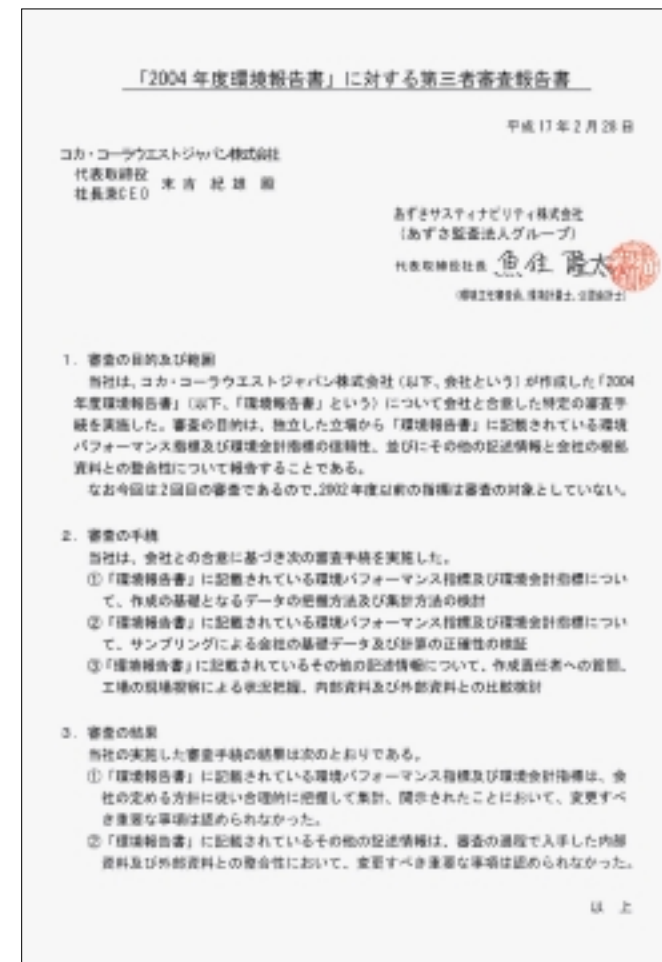 「2004年度環境報告書」に対する第三者審査報告書
平成17年2月28日
コカ・コーラウエストジャパン株式会社
代表取締役
社長兼CEO 末吉 紀雄 殿
あずさサスティナビリティ株式会社
(あずさ監査法人グループ)
代表取締役社長 魚住 隆太
(環境主任審査員、環境計量士、公認会計士)
1. 審査の目的及び範囲
当社は、コカ・コーラウエストジャパン株式会社(以下、会社という)が作成した「2004
年度環境報告書」(以下、「環境報告書」という)について会社と合意した特定の審査手
続を実施した。審査の目的は、独立した立場から「環境報告書」に記載されている環境
パフォーマンス指標及び環境会計指標の信頼性、並びにその他の記述情報と会社の根拠
資料との整合性について報告することである。
なお今回は2回目の審査であるので、2002年度以前の指標は審査の対象としていない。
2. 審査の手続
当社は、会社との合意に基づき次の審査手続を実施した。
①「環境報告書」に記載されている環境パフォーマンス指標及び環境会計指標につい
て、作成の基礎となるデータの把握方法及び集計方法の検討
②「環境報告書」に記載されている環境パフォーマンス指標及び環境会計指標につい
て、サンプリングによる会社の基礎データ及び計算の正確性の検証
③「環境報告書」に記載されているその他の記述情報について、作成責任者への質問、
工場の現場視察による状況把握、内部資料及び外部資料との比較検討
3. 審査の結果
当社の実施した審査手続の結果は次のとおりである。
①「環境報告書」に記載されている環境パフォーマンス指標及び環境会計指標は、会
社の定める方針に従い合理的に把握して集計、開示されたことにおいて、変更すべ
き重要な事項は認められなかった。
②「環境報告書」に記載されているその他の記述情報は、審査の過程で入手した内部
資料及び外部資料との整合性において、変更すべき重要な事項は認められなかった。
以 上